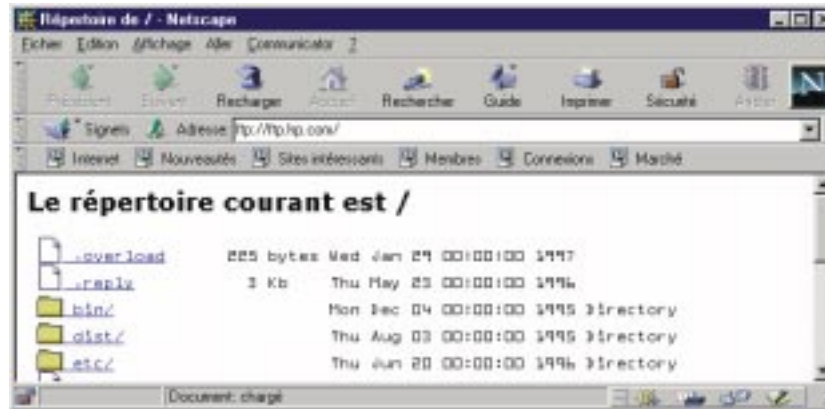 Répertoire de / - Netscape
Fichier Edition Affichage Aller Communicator ?
Précédent Suivant Recharger Accueil Rechercher Guide Imprimer Sécurité Arrêter N
Signets Adresse ftp://ftp.hp.com/
Internet Nouveautés Sites intéressants Membres Connexions Marché
Le répertoire courant est /
.overload 225 bytes Wed Jan 29 00:00:00 1997
.reply 3 Kb Thu May 23 00:00:00 1996
bin/ Mon Dec 04 00:00:00 1995 Directory
dist/ Thu Aug 03 00:00:00 1995 Directory
etc/ Thu Jun 20 00:00:00 1996 Directory
Document: chargé